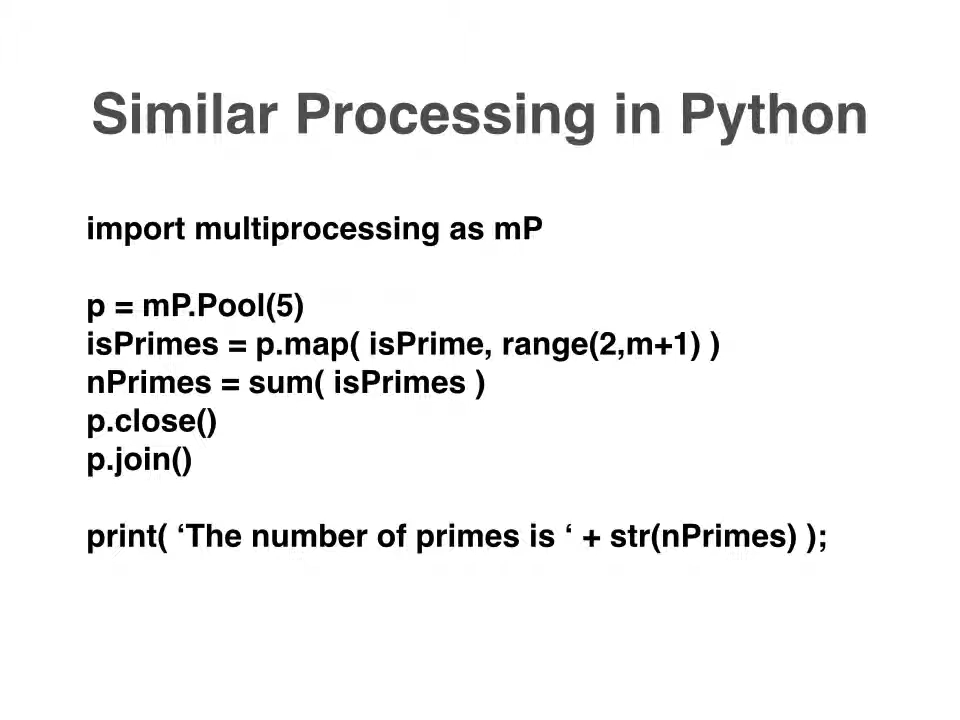 Similar Processing in Python
import multiprocessing as mP
p = mP.Pool(5)
isPrimes = p.map( isPrime, range(2,m+1) )
nPrimes = sum( isPrimes )
p.close()
p.join()
print( ‘The number of primes is ‘ + str(nPrimes) );